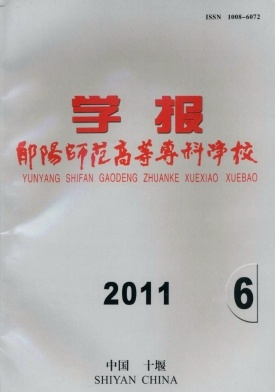 ISSN 1008-6072
学报
郧阳师范高等专科学校
YUNYANG SHIFAN GAODENG ZHUANKE XUEXIAO XUEBAO
2011
6
中国 十堰
SHIYAN CHINA